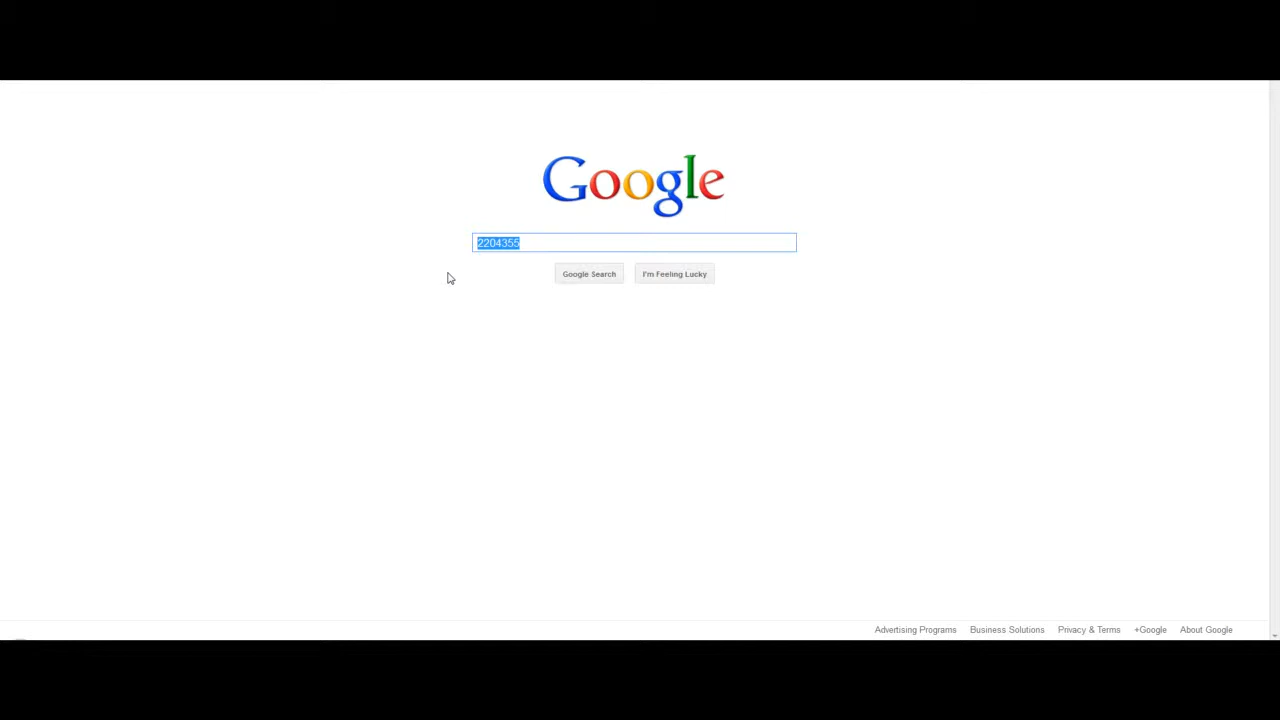 Google
2204355
Google Search I'm Feeling Lucky
Advertising Programs Business Solutions Privacy & Terms +Google About Google